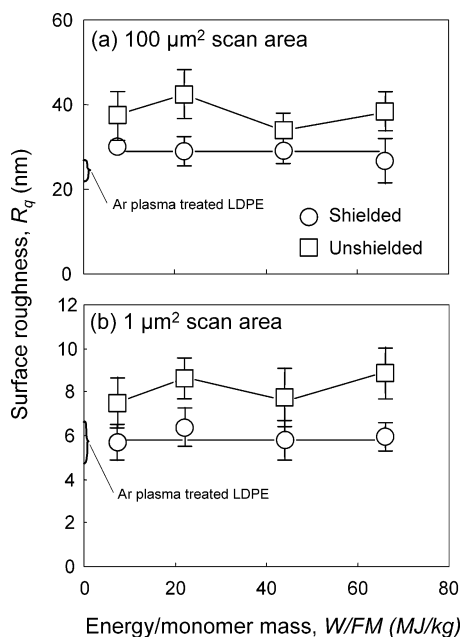 60
(a) 100 µm² scan area
40
20
Ar plasma treated LDPE
Shielded
Unshielded
0
Surface roughness, Rq (nm)
12
(b) 1 µm² scan area
10
8
6
4
Ar plasma treated LDPE
2
0
0 20 40 60 80
Energy/monomer mass, W/FM (MJ/kg)